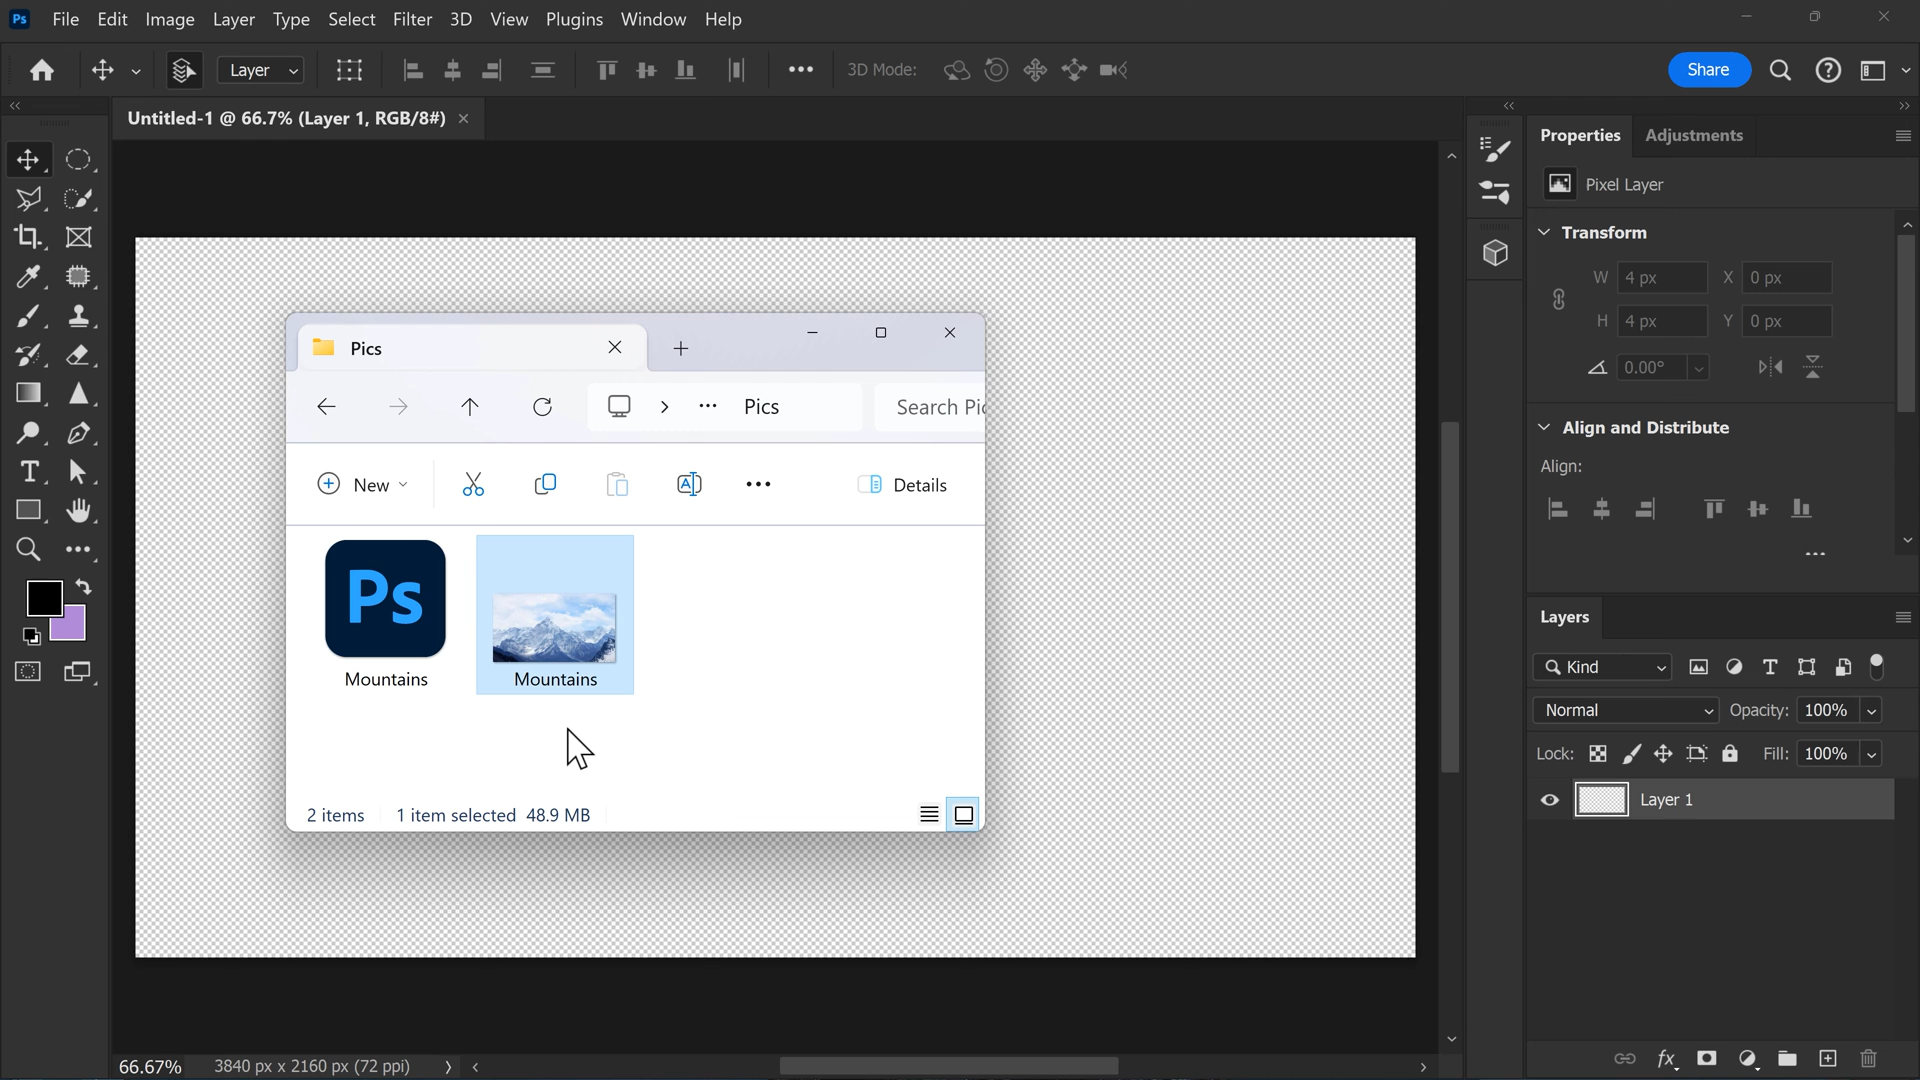 Ps File Edit Image Layer Type Select Filter 3D View Plugins Window Help
Layer 3D Mode: Share
Untitled-1 @ 66.7% (Layer 1, RGB/8#)
Properties Adjustments
Pixel Layer
Transform
W 4 px X 0 px
H 4 px Y 0 px
0.00°
Align and Distribute
Align:
Pics
Pics Search Pic
New Details
Ps
Mountains Mountains
2 items 1 item selected 48.9 MB
T
Layers
Kind T
Normal Opacity: 100%
Lock: Fill: 100%
Layer 1
fx
66.67% 3840 px x 2160 px (72 ppi)